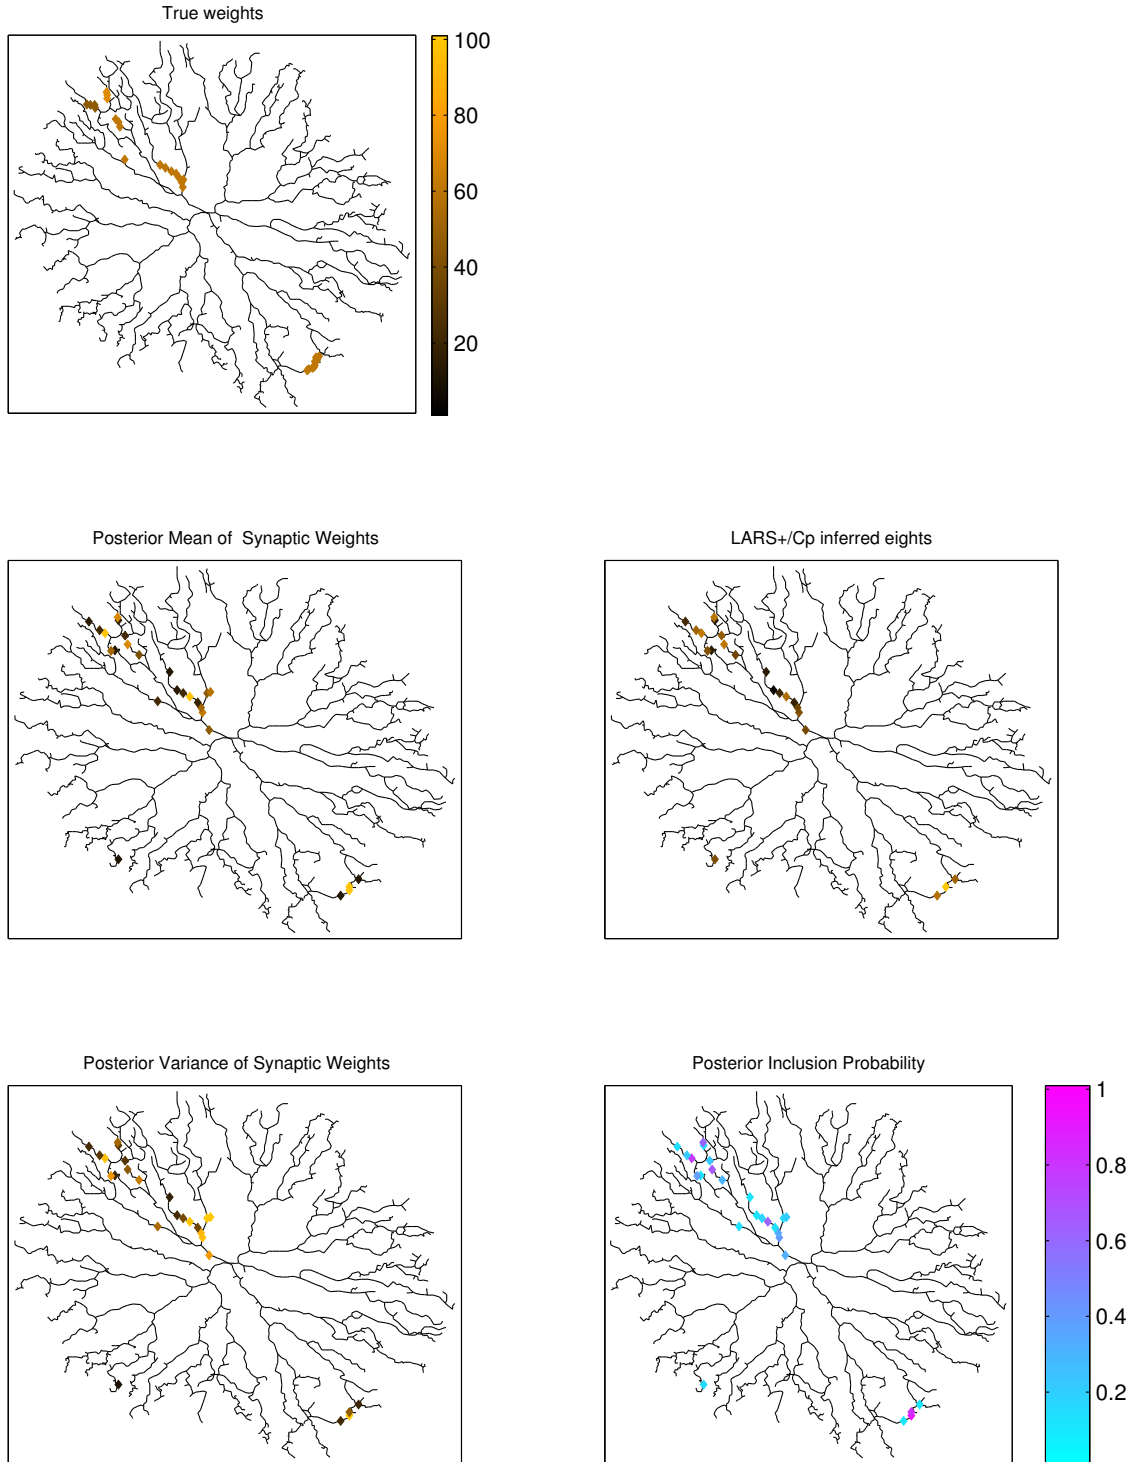 True weights
100
80
60
40
20
Posterior Mean of  Synaptic Weights
LARS+/Cp inferred eights
Posterior Variance of Synaptic Weights
Posterior Inclusion Probability
1
0.8
0.6
0.4
0.2